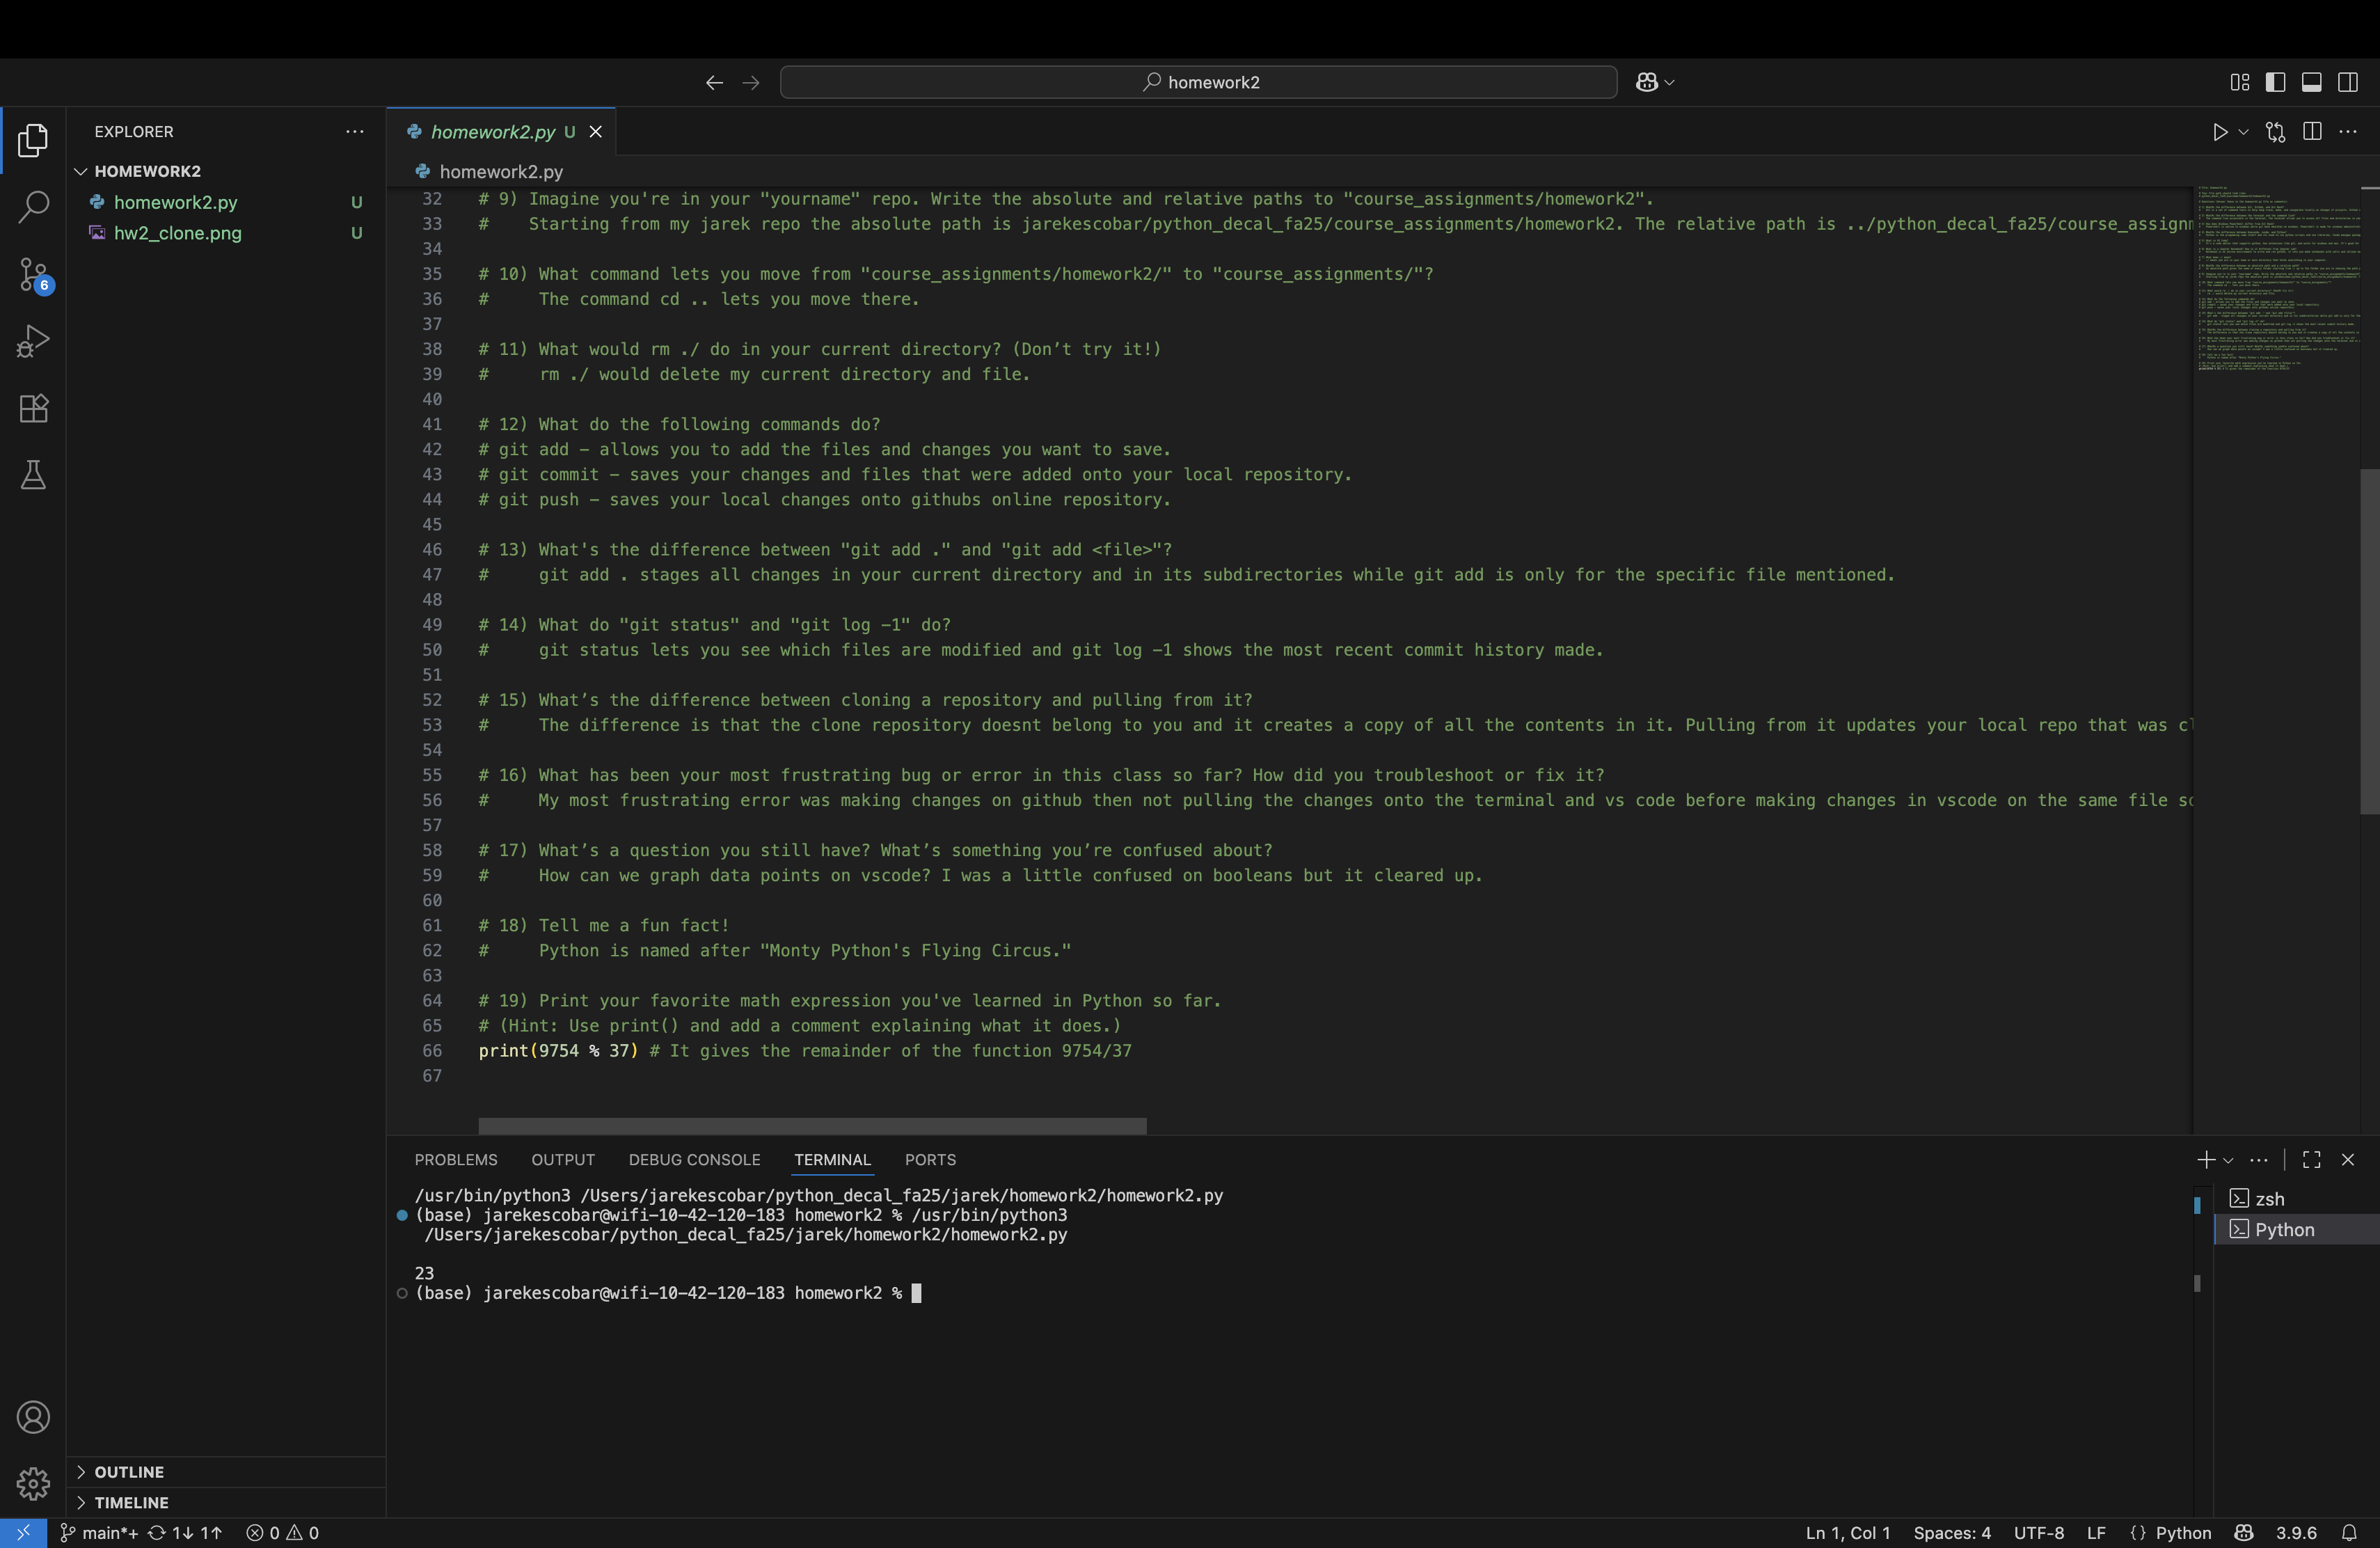 homework2
EXPLORER
HOMEWORK2
homework2.py U
hw2_clone.png U
6
OUTLINE
TIMELINE
homework2.py U
homework2.py
32 # 9) Imagine you're in your "yourname" repo. Write the absolute and relative paths to "course_assignments/homework2".
33 # Starting from my jarek repo the absolute path is jarekescobar/python_decal_fa25/course_assignments/homework2. The relative path is ../python_decal_fa25/course_assignm
34
35 # 10) What command lets you move from "course_assignments/homework2/" to "course_assignments/"?
36 # The command cd .. lets you move there.
37
38 # 11) What would rm ./ do in your current directory? (Don’t try it!)
39 # rm ./ would delete my current directory and file.
40
41 # 12) What do the following commands do?
42 # git add – allows you to add the files and changes you want to save.
43 # git commit – saves your changes and files that were added onto your local repository.
44 # git push – saves your local changes onto githubs online repository.
45
46 # 13) What's the difference between "git add ." and "git add <file>"?
47 # git add . stages all changes in your current directory and in its subdirectories while git add is only for the specific file mentioned.
48
49 # 14) What do "git status" and "git log -1" do?
50 # git status lets you see which files are modified and git log -1 shows the most recent commit history made.
51
52 # 15) What’s the difference between cloning a repository and pulling from it?
53 # The difference is that the clone repository doesnt belong to you and it creates a copy of all the contents in it. Pulling from it updates your local repo that was cl
54
55 # 16) What has been your most frustrating bug or error in this class so far? How did you troubleshoot or fix it?
56 # My most frustrating error was making changes on github then not pulling the changes onto the terminal and vs code before making changes in vscode on the same file so
57
58 # 17) What’s a question you still have? What’s something you’re confused about?
59 # How can we graph data points on vscode? I was a little confused on booleans but it cleared up.
60
61 # 18) Tell me a fun fact!
62 # Python is named after "Monty Python's Flying Circus."
63
64 # 19) Print your favorite math expression you've learned in Python so far.
65 # (Hint: Use print() and add a comment explaining what it does.)
66 print(9754 % 37) # It gives the remainder of the function 9754/37
67
PROBLEMS OUTPUT DEBUG CONSOLE TERMINAL PORTS
/usr/bin/python3 /Users/jarekescobar/python_decal_fa25/jarek/homework2/homework2.py
(base) jarekescobar@wifi-10-42-120-183 homework2 % /usr/bin/python3
/Users/jarekescobar/python_decal_fa25/jarek/homework2/homework2.py
23
(base) jarekescobar@wifi-10-42-120-183 homework2 %
zsh
Python
main*+ 1↓ 1↑ 0 0 Ln 1, Col 1 Spaces: 4 UTF-8 LF {} Python 3.9.6